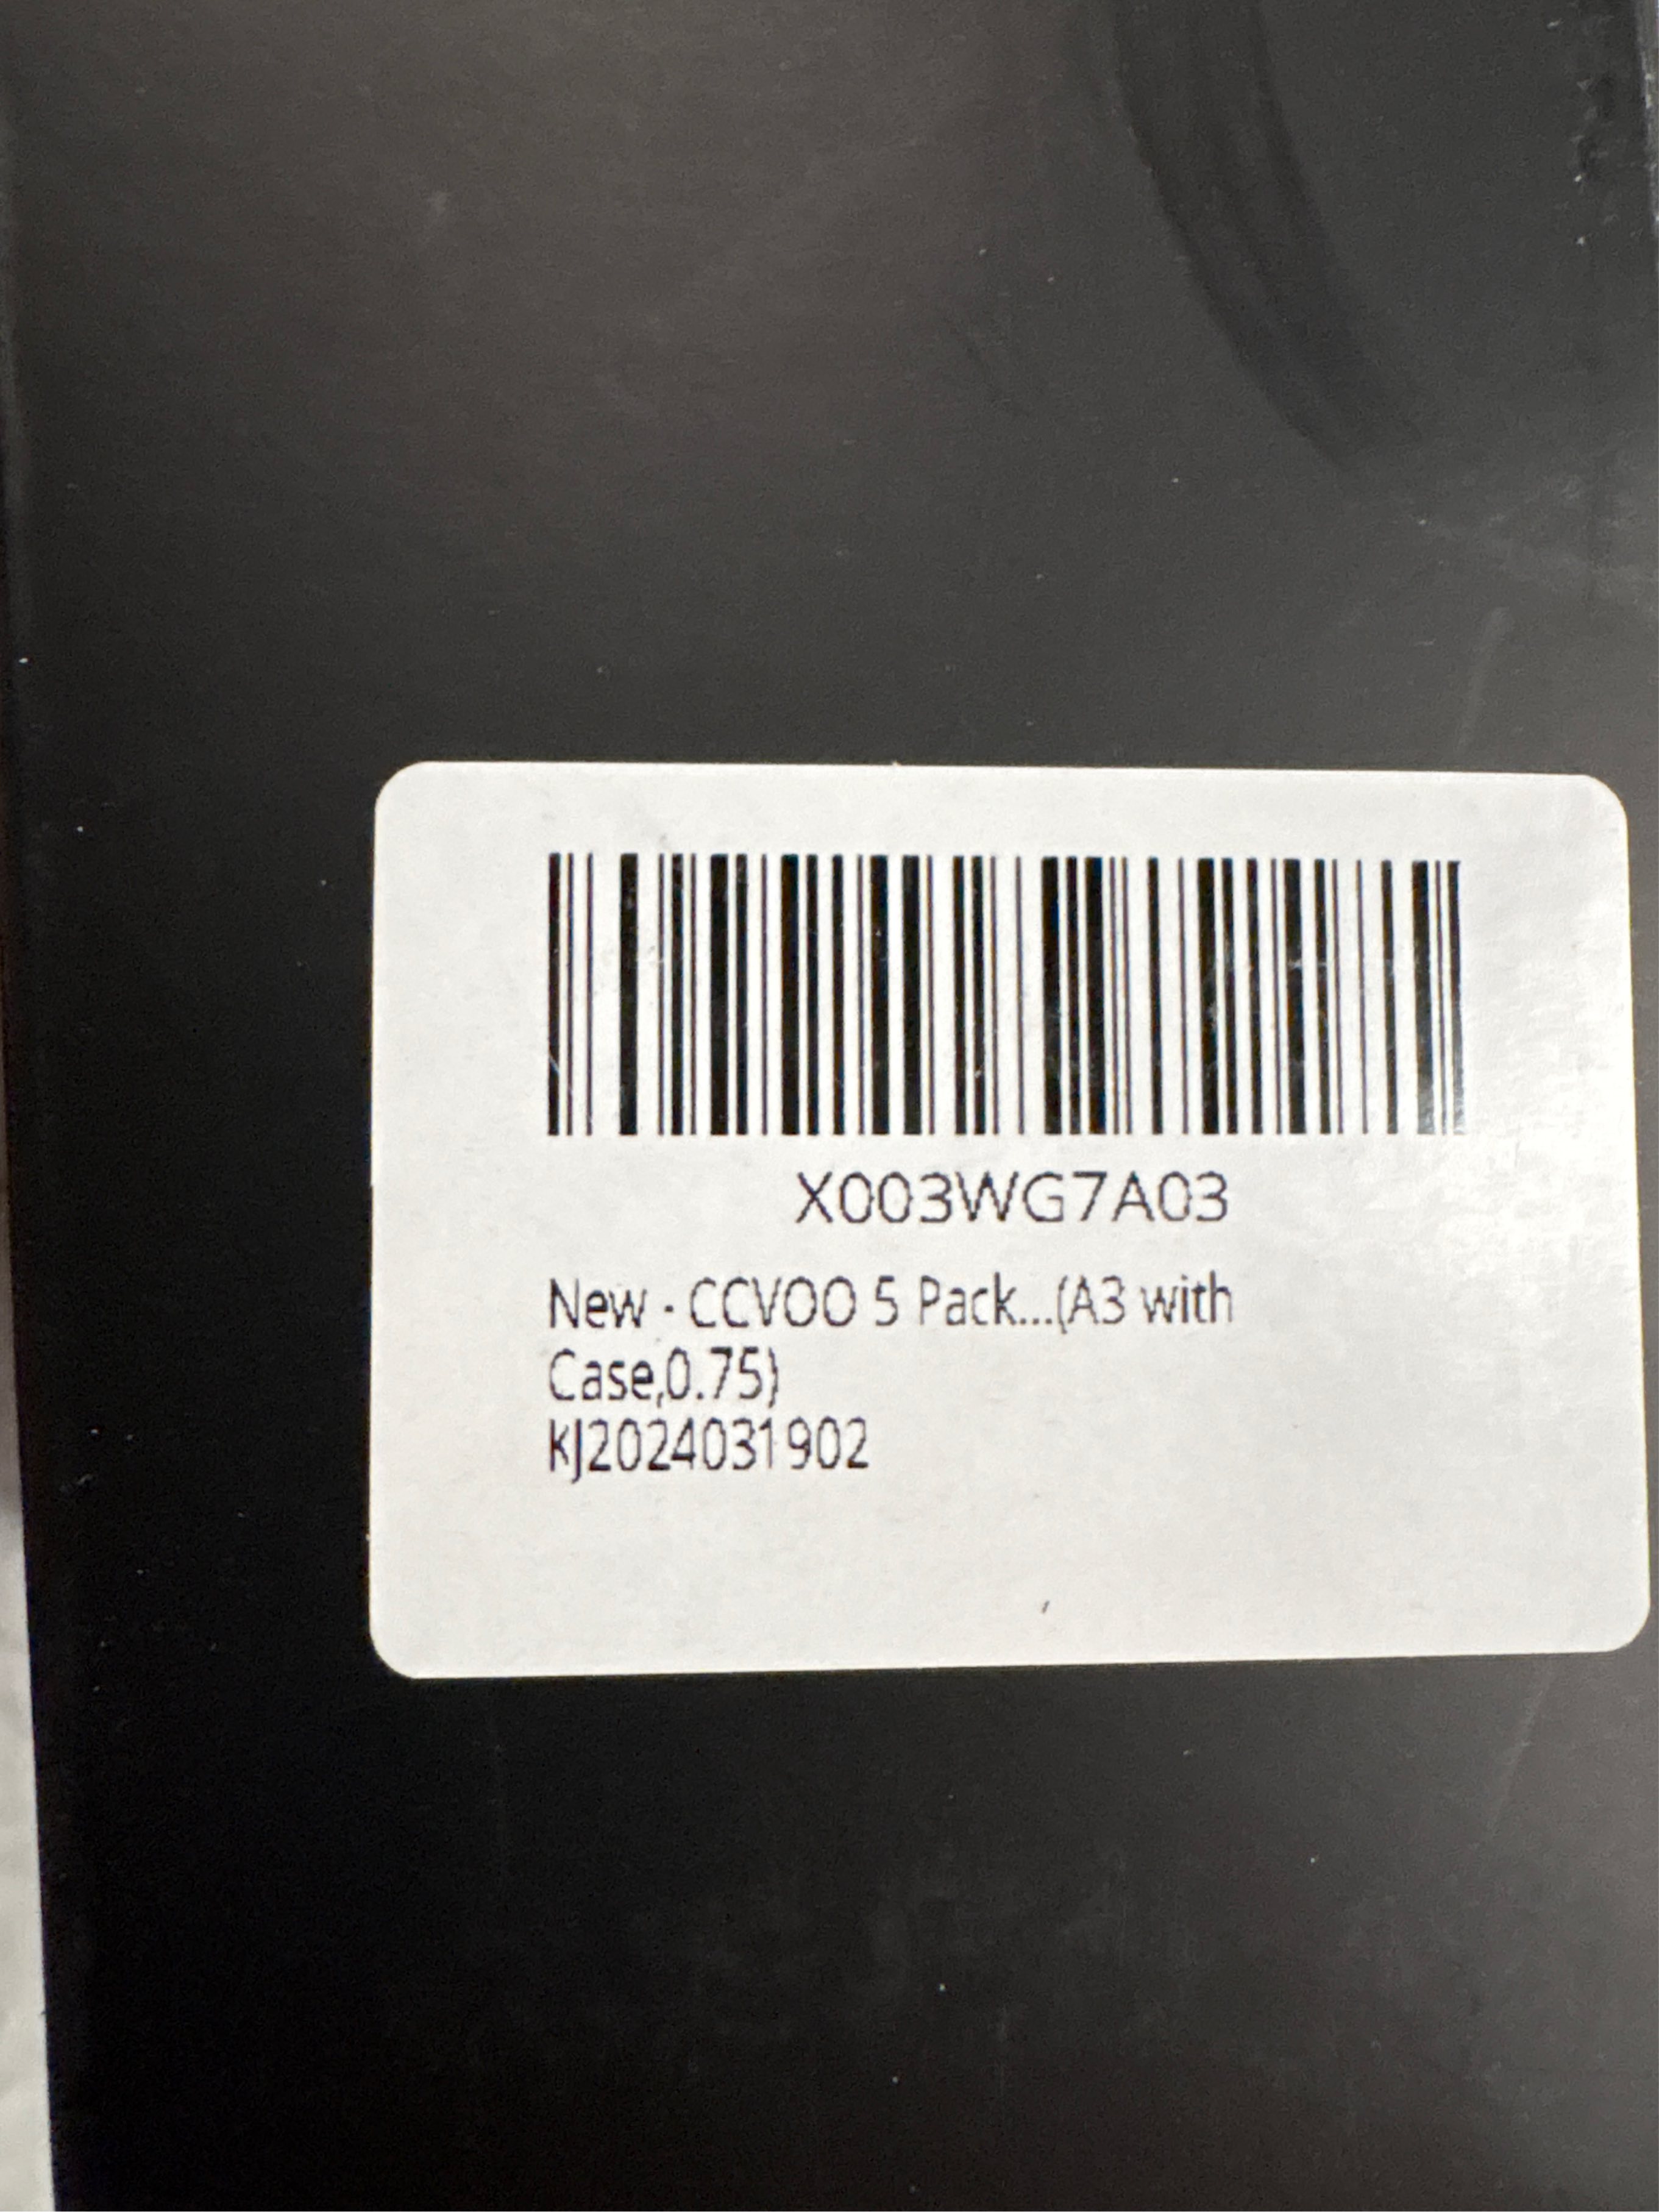 X003WG7A03
New - CCVOO 5 Pack...(A3 with
Case,0.75)
KJ2024031902